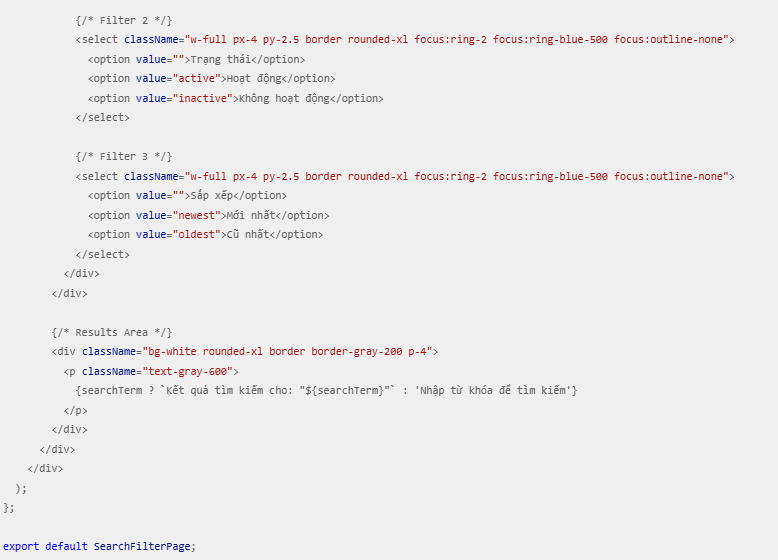 {/* Filter 2 */}
<select className="w-full px-4 py-2.5 border rounded-xl focus:ring-2 focus:ring-blue-500 focus:outline-none">
<option value="">Trạng thái</option>
<option value="active">Hoạt động</option>
<option value="inactive">Không hoạt động</option>
</select>
{/* Filter 3 */}
<select className="w-full px-4 py-2.5 border rounded-xl focus:ring-2 focus:ring-blue-500 focus:outline-none">
<option value="">Sắp xếp</option>
<option value="newest">Mới nhất</option>
<option value="oldest">Cũ nhất</option>
</select>
</div>
</div>
{/* Results Area */}
<div className="bg-white rounded-xl border border-gray-200 p-4">
<p className="text-gray-600">
{searchTerm ? `Kết quả tìm kiếm cho: "${searchTerm}"` : 'Nhập từ khóa để tìm kiếm'}
</p>
</div>
</div>
</div>
);
};
export default SearchFilterPage;